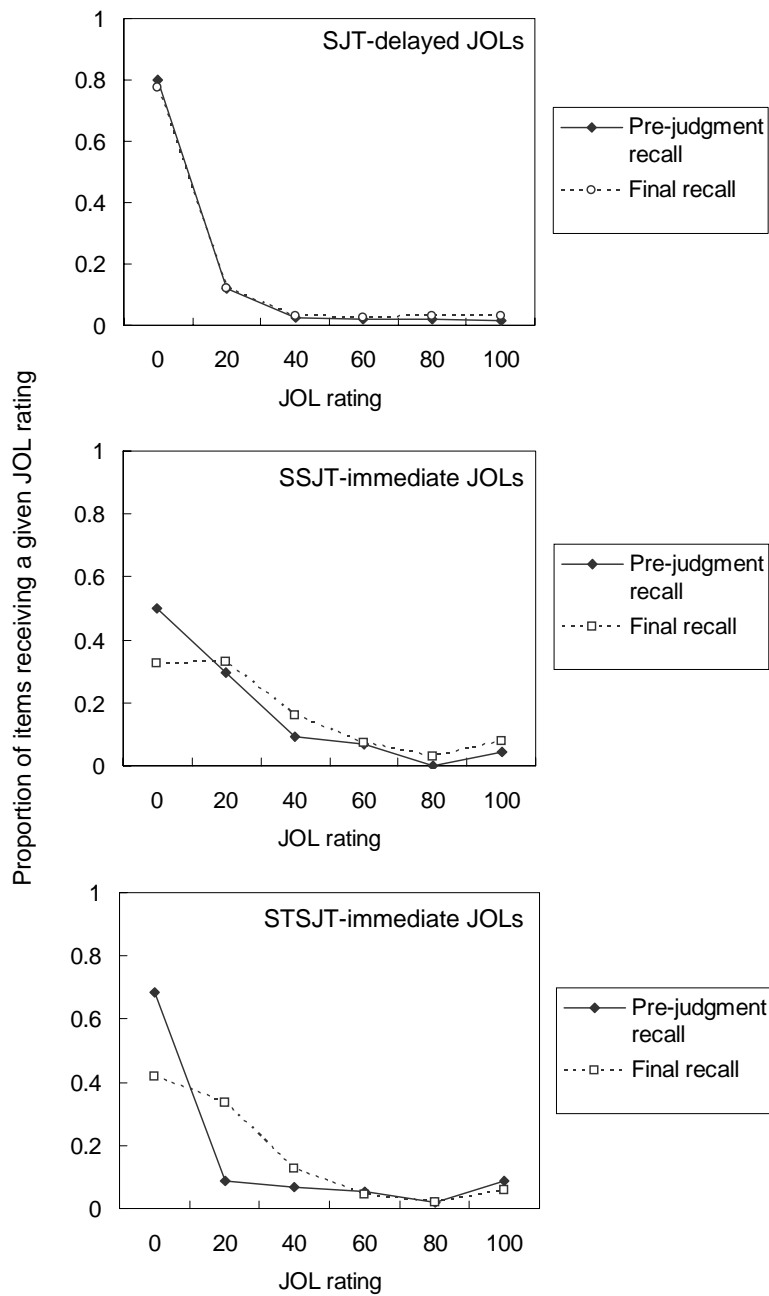 Proportion of items receiving a given JOL rating
SJT-delayed JOLs
1
0.8
0.6
0.4
0.2
0
0 20 40 60 80 100
JOL rating
Pre-judgment
recall
Final recall
SSJT-immediate JOLs
1
0.8
0.6
0.4
0.2
0
0 20 40 60 80 100
JOL rating
Pre-judgment
recall
Final recall
STSJT-immediate JOLs
1
0.8
0.6
0.4
0.2
0
0 20 40 60 80 100
JOL rating
Pre-judgment
recall
Final recall